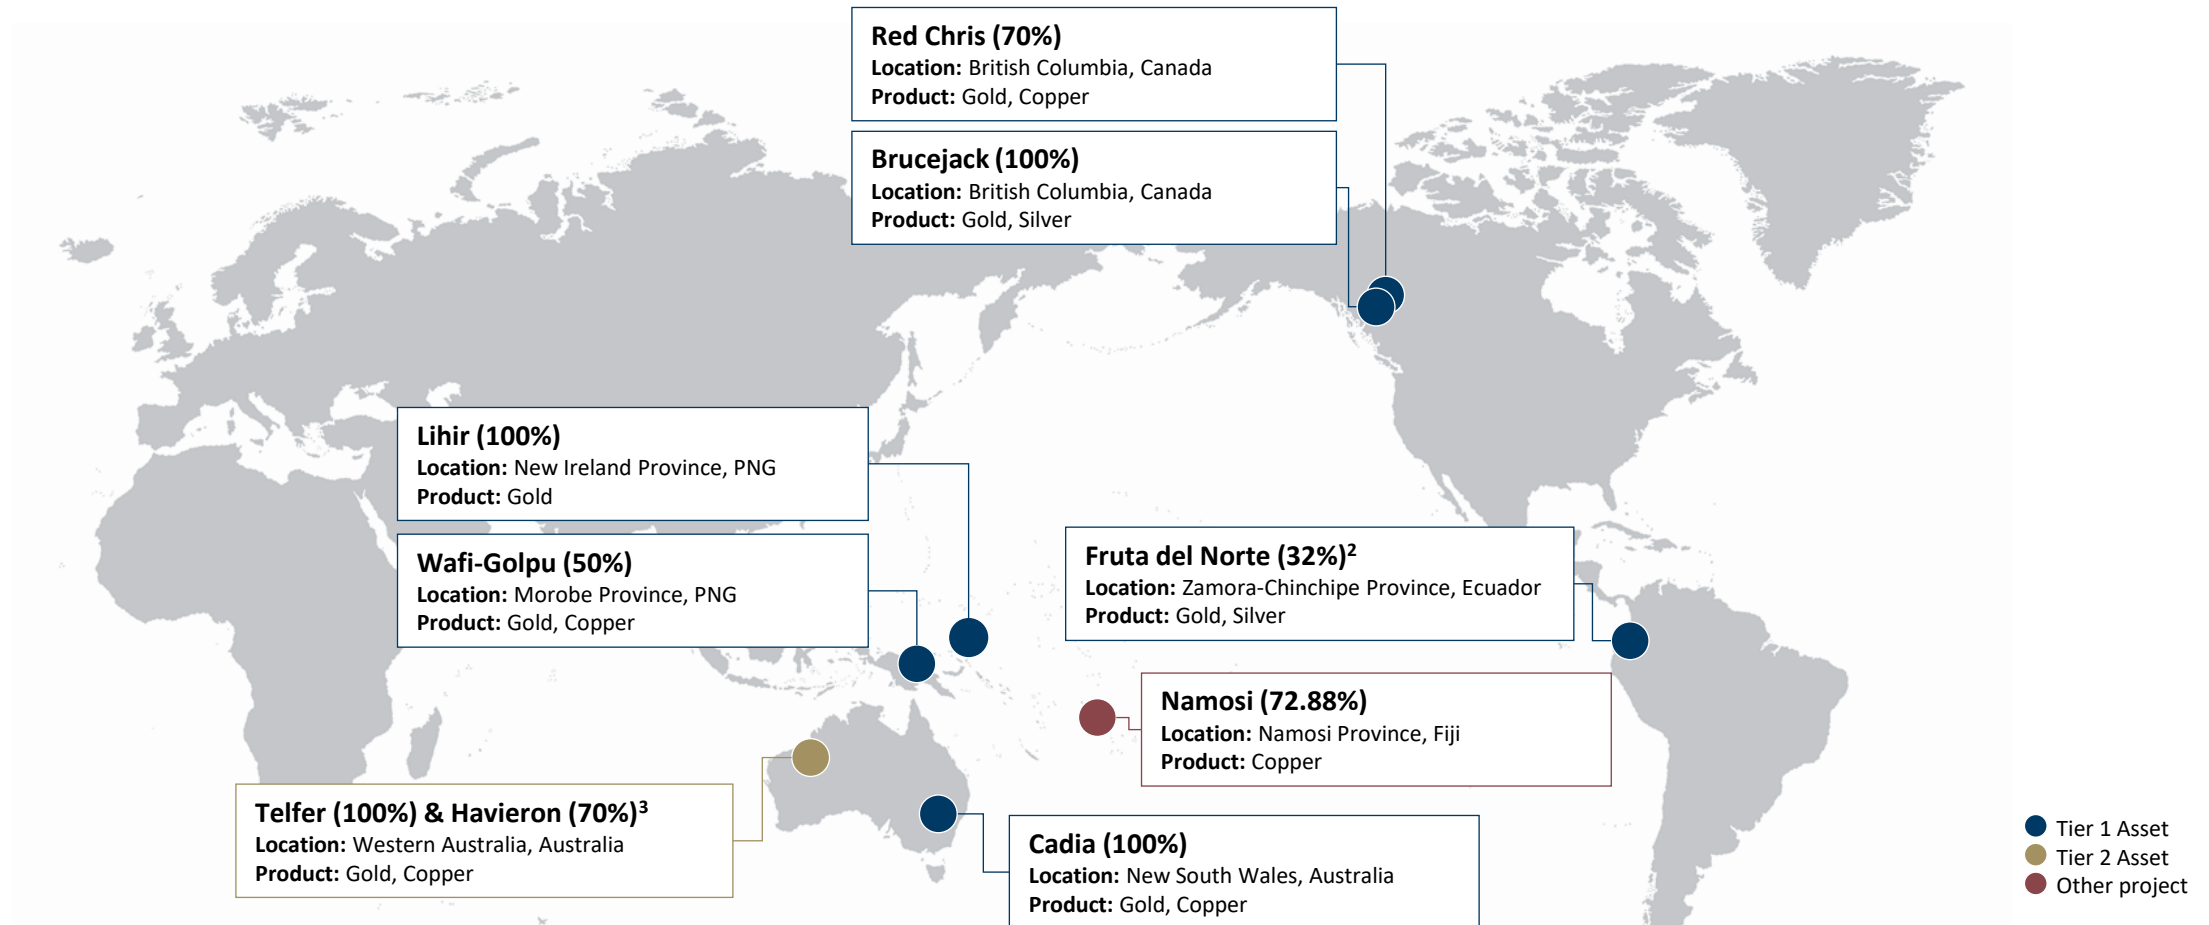 Red Chris (70%)
Location: British Columbia, Canada
Product: Gold, Copper
Brucejack (100%)
Location: British Columbia, Canada
Product: Gold, Silver
Lihir (100%)
Location: New Ireland Province, PNG
Product: Gold
Wafi-Golpu (50%)
Location: Morobe Province, PNG
Product: Gold, Copper
Fruta del Norte (32%)²
Location: Zamora-Chinchipe Province, Ecuador
Product: Gold, Silver
Namosi (72.88%)
Location: Namosi Province, Fiji
Product: Copper
Telfer (100%) & Havieron (70%)³
Location: Western Australia, Australia
Product: Gold, Copper
Cadia (100%)
Location: New South Wales, Australia
Product: Gold, Copper
Tier 1 Asset
Tier 2 Asset
Other project